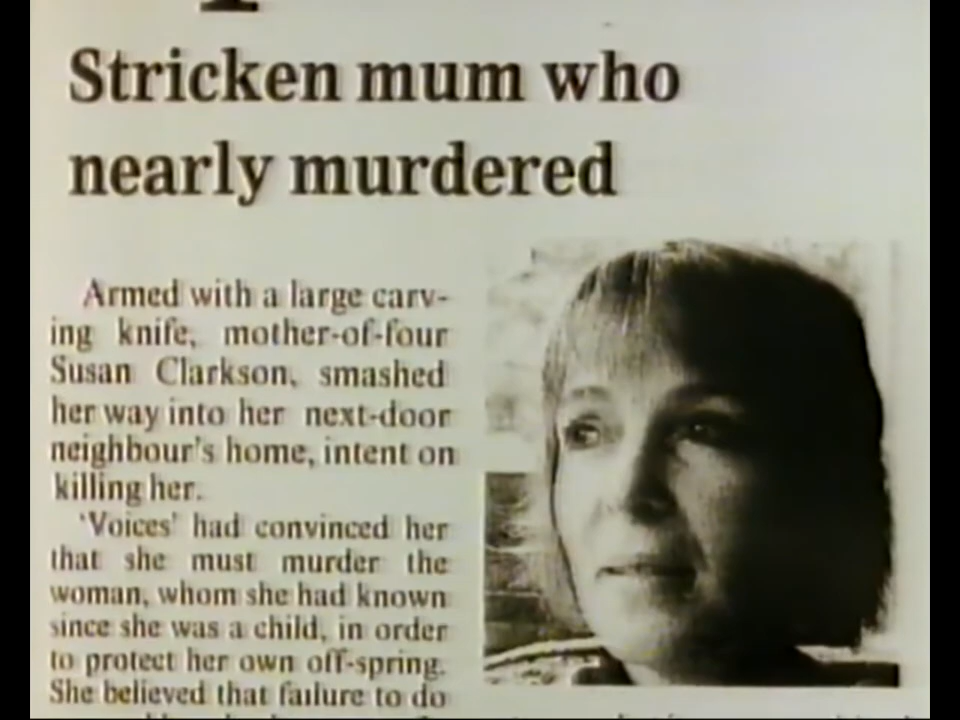 Stricken mum who
nearly murdered
Armed with a large carv-
ing knife, mother-of-four
Susan Clarkson, smashed
her way into her next-door
neighbour's home, intent on
killing her.
'Voices' had convinced her
that she must murder the
woman, whom she had known
since she was a child, in order
to protect her own off-spring.
She believed that failure to do